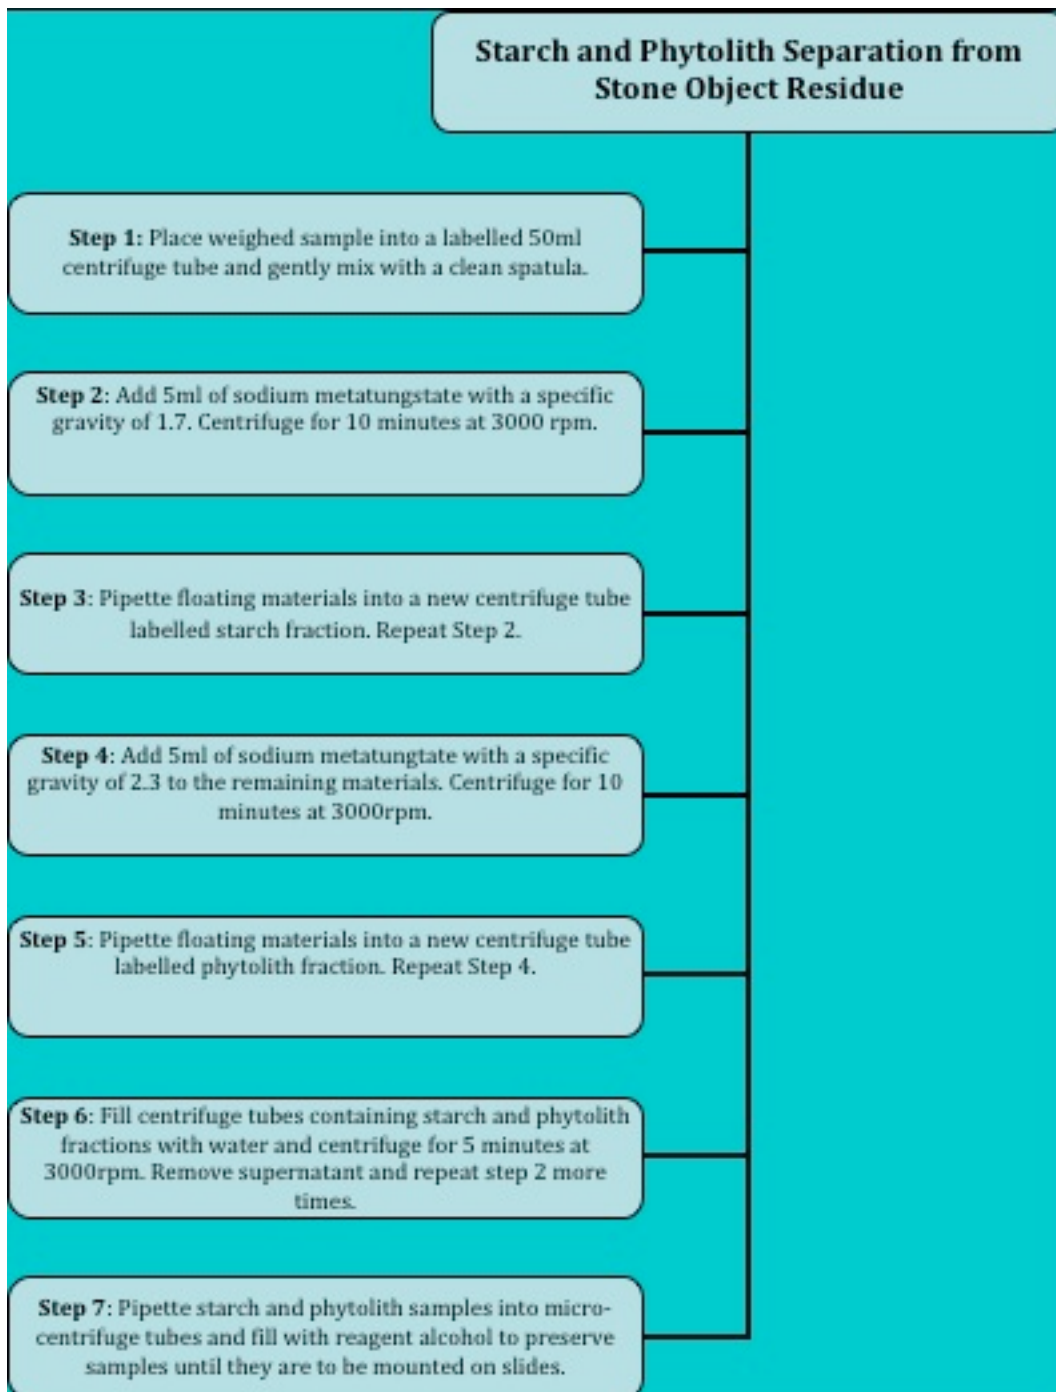 Starch and Phytolith Separation from
Stone Object Residue
Step 1: Place weighed sample into a labelled 50ml
centrifuge tube and gently mix with a clean spatula.
Step 2: Add 5ml of sodium metatungstate with a specific
gravity of 1.7. Centrifuge for 10 minutes at 3000 rpm.
Step 3: Pipette floating materials into a new centrifuge tube
labelled starch fraction. Repeat Step 2.
Step 4: Add 5ml of sodium metatungtate with a specific
gravity of 2.3 to the remaining materials. Centrifuge for 10
minutes at 3000rpm.
Step 5: Pipette floating materials into a new centrifuge tube
labelled phytolith fraction. Repeat Step 4.
Step 6: Fill centrifuge tubes containing starch and phytolith
fractions with water and centrifuge for 5 minutes at
3000rpm. Remove supernatant and repeat step 2 more
times.
Step 7: Pipette starch and phytolith samples into micro-
centrifuge tubes and fill with reagent alcohol to preserve
samples until they are to be mounted on slides.